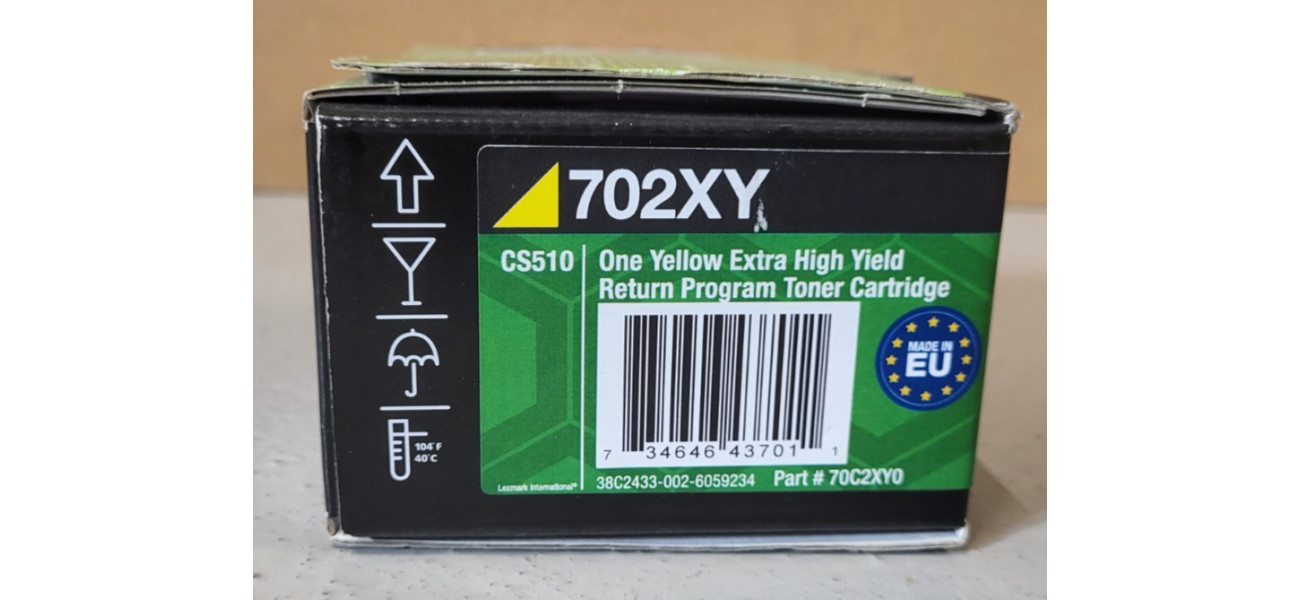 702XY
CS510
One Yellow Extra High Yield
Return Program Toner Cartridge
MADE IN
EU
104°F
40°C
7 34646 43701 1
Lexmark International®
38C2433-002-6059234 Part # 70C2XY0